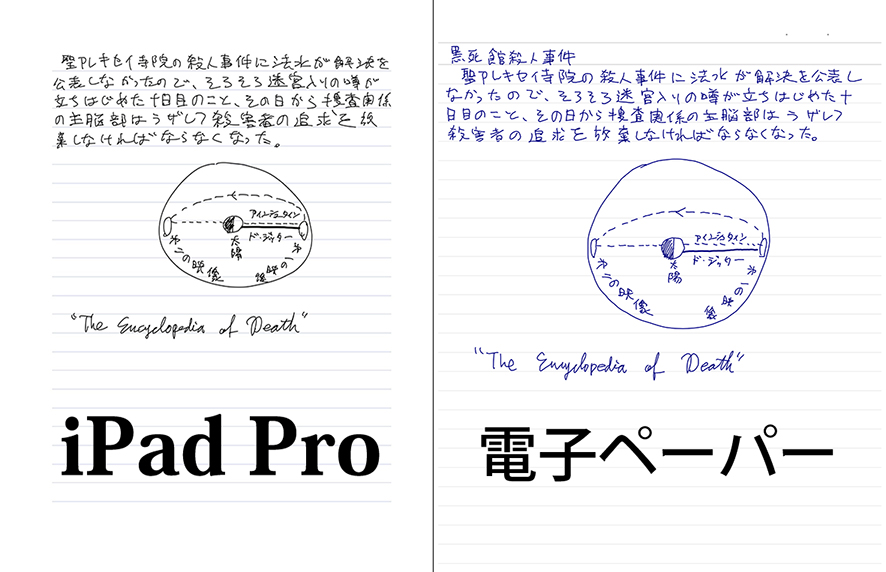 聖アレキセイ寺院の殺人事件に法水が解決を
公表しなかったので、そろそろ迷宮入りの噂が
立ちはじめた十日目のこと、その日から捜査関係
の主脳部はラザレフ殺害者の追求を放
棄しなければならなくなった。
アインシュタイン
ド・ジッター
太陽
第二の映像
第一の映像
"The Encyclopedia of Death"
iPad Pro
黒死館殺人事件
聖アレキセイ寺院の殺人事件に法水が解決を公表し
なかったので、そろそろ迷宮入りの噂が立ちはじめた十
日目のこと、その日から捜査関係の主脳部はラザレフ
殺害者の追求を放棄しなければならなくなった。
アインシュタイン
ド・ジッター
太陽
第二の映像
第一の映像
"The Encyclopedia of Death"
電子ペーパー